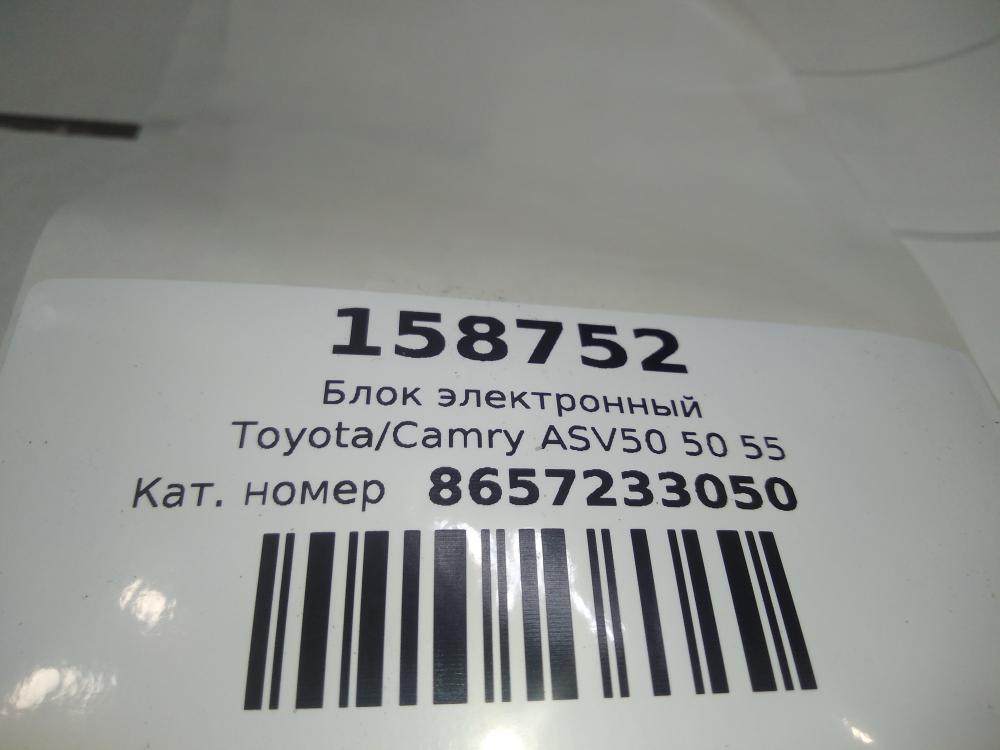 158752
Блок электронный
Toyota/Camry ASV50 50 55
Кат. номер 8657233050